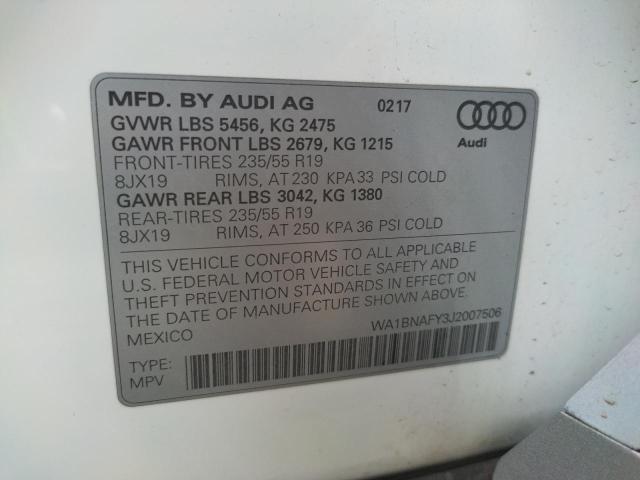 MFD. BY AUDI AG 0217
GVWR LBS 5456, KG 2475
GAWR FRONT LBS 2679, KG 1215
FRONT-TIRES 235/55 R19
8JX19 RIMS, AT 230 KPA 33 PSI COLD
GAWR REAR LBS 3042, KG 1380
REAR-TIRES 235/55 R19
8JX19 RIMS, AT 250 KPA 36 PSI COLD
Audi
THIS VEHICLE CONFORMS TO ALL APPLICABLE
U.S. FEDERAL MOTOR VEHICLE SAFETY AND
THEFT PREVENTION STANDARDS IN EFFECT ON
THE DATE OF MANUFACTURE SHOWN ABOVE.
MEXICO WA1BNAFY3J2007506
TYPE:
MPV